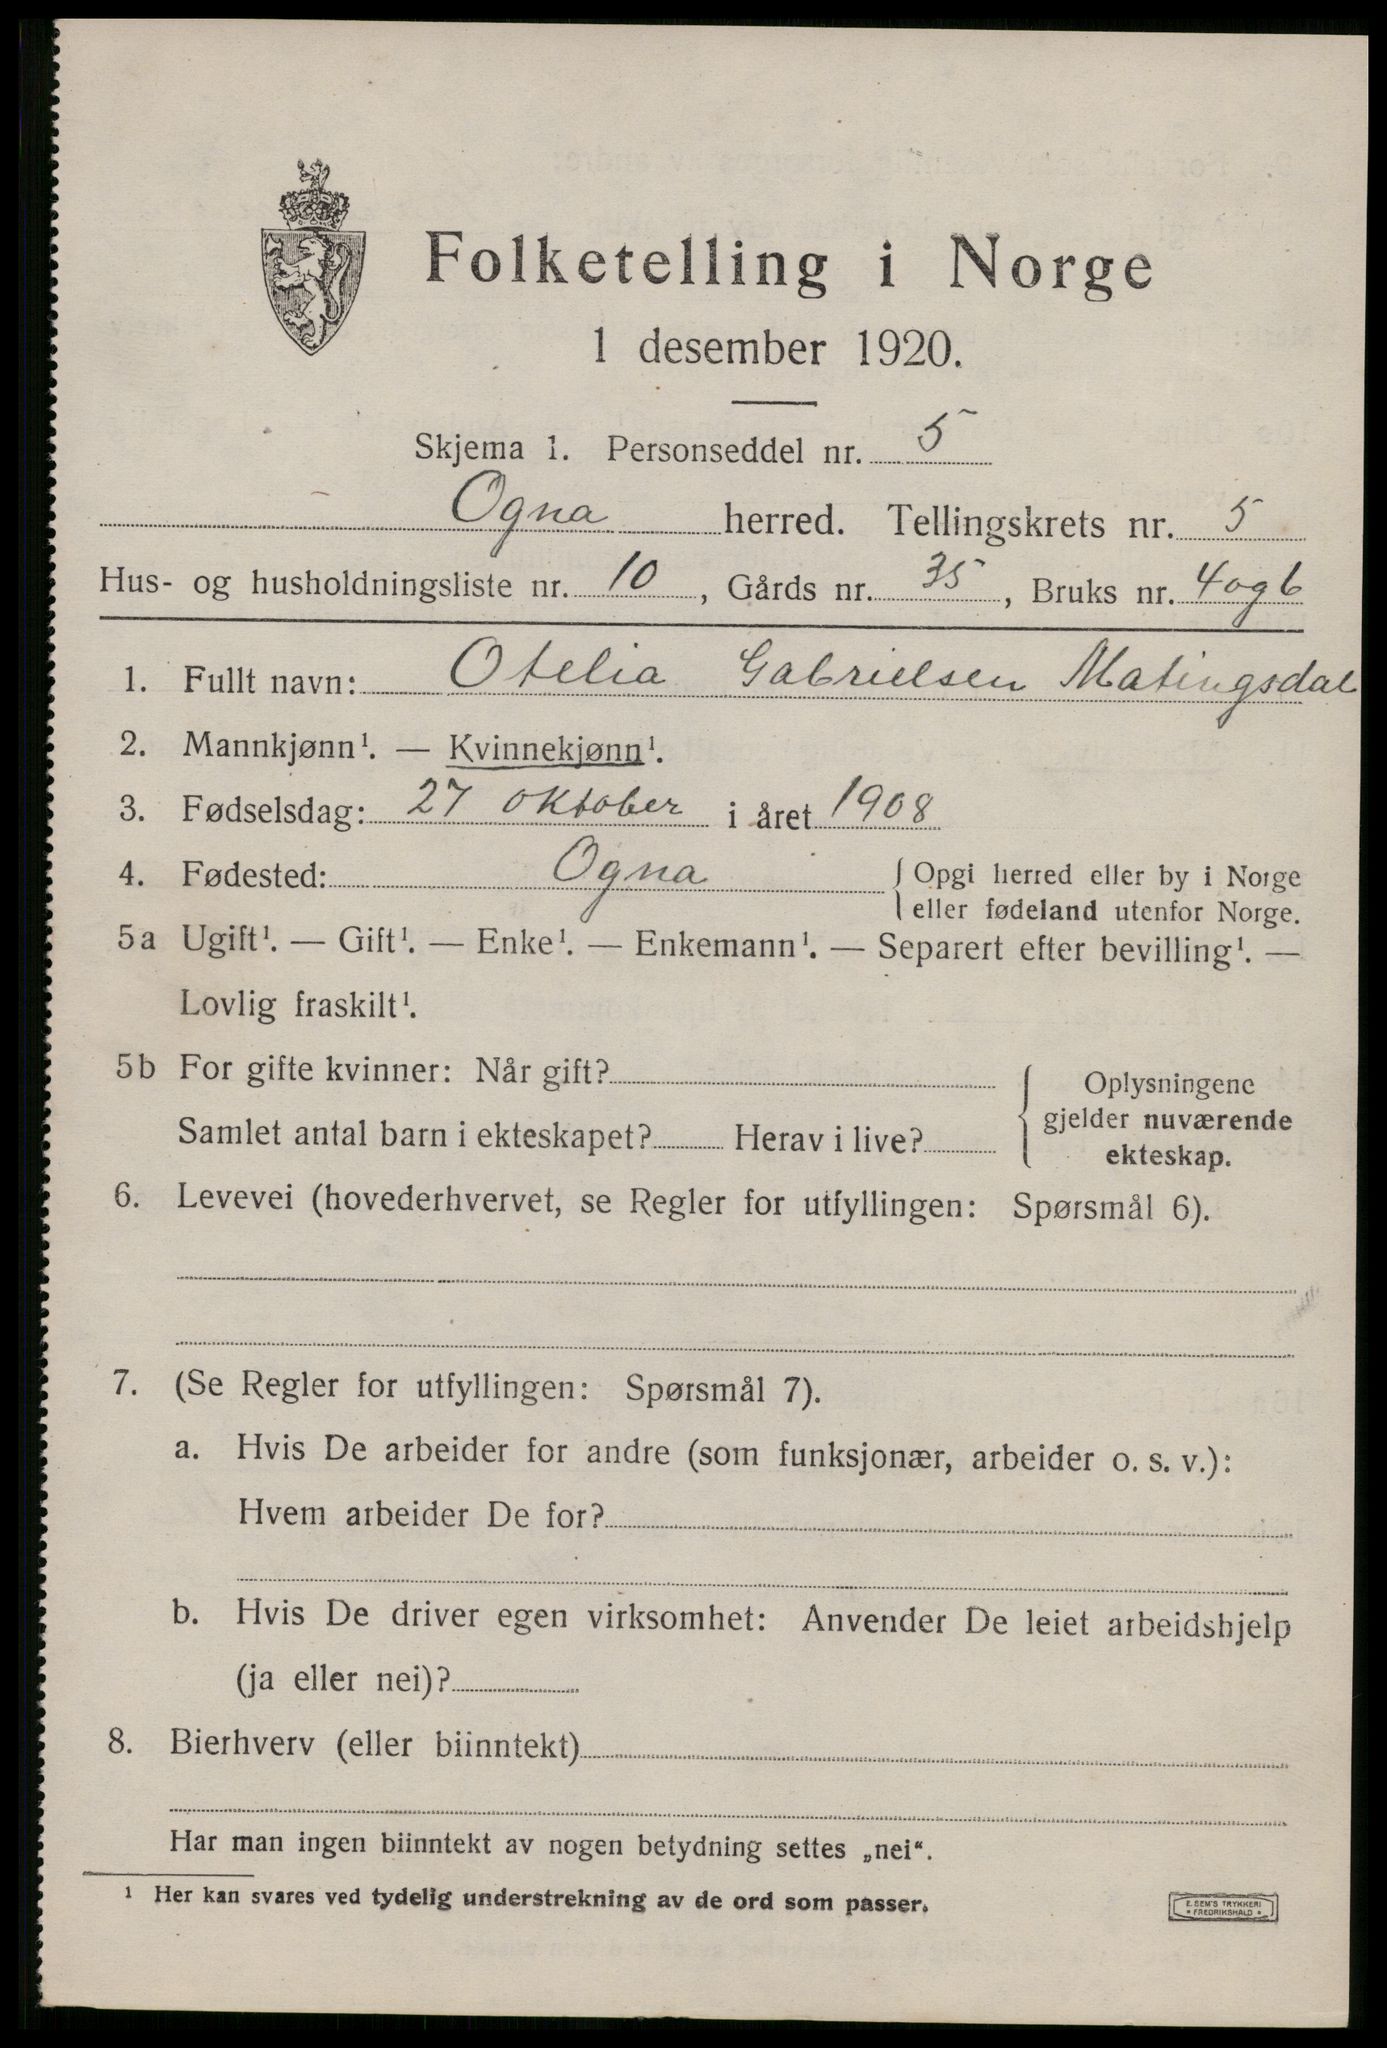 Folketelling i Norge
1 desember 1920.
Skjema 1. Personseddel nr. 5
Ogna herred. Tellingskrets nr. 5
Hus- og husholdningsliste nr. 10, Gårds nr. 35, Bruks nr. 4 og 6
1. Fullt navn: Otelia Gabrielsen Matingsdal
2. Mannkjønn¹. — Kvinnekjønn¹.
3. Fødselsdag: 27 oktober i året 1908
4. Fødested: Ogna { Opgi herred eller by i Norge
eller fødeland utenfor Norge.
5a Ugift¹. — Gift¹. — Enke¹. — Enkemann¹. — Separert efter bevilling¹. —
Lovlig fraskilt¹.
5b For gifte kvinner: Når gift?
Samlet antal barn i ekteskapet? Herav i live?
{ Oplysningene
gjelder nuværende
ekteskap.
6. Levevei (hovederhvervet, se Regler for utfyllingen: Spørsmål 6).
7. (Se Regler for utfyllingen: Spørsmål 7).
a. Hvis De arbeider for andre (som funksjonær, arbeider o. s. v.):
Hvem arbeider De for?
b. Hvis De driver egen virksomhet: Anvender De leiet arbeidshjelp
(ja eller nei)?
8. Bierhverv (eller biinntekt)
Har man ingen biinntekt av nogen betydning settes „nei“.
¹ Her kan svares ved tydelig understrekning av de ord som passer.
E. SEM'S TRYKKERI
* FREDRIKSHALD *